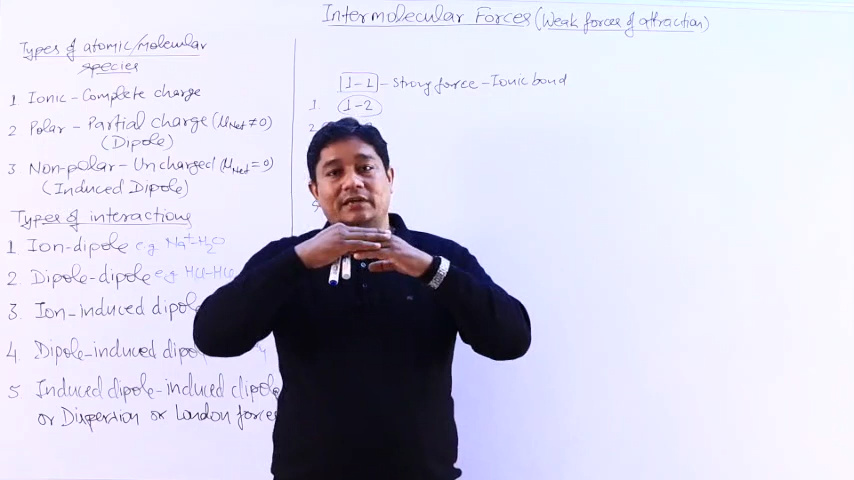 Intermolecular Forces (Weak forces of attraction)
Types of atomic/molecular
species
1 Ionic - Complete charge
2 Polar - Partial charge (μNet ≠ 0)
(Dipole)
3 Non-polar - Uncharged (μNet = 0)
(Induced Dipole)
Types of interactions
1. Ion-dipole e.g Na+-H2O
2. Dipole-dipole e.g HCl-HCl
3. Ion-induced dipole
4. Dipole-induced
5 Induced dipole-induced dipole
or Dispersion or London forces
1-1 - Strong force - Ionic bond
1 1-2
2